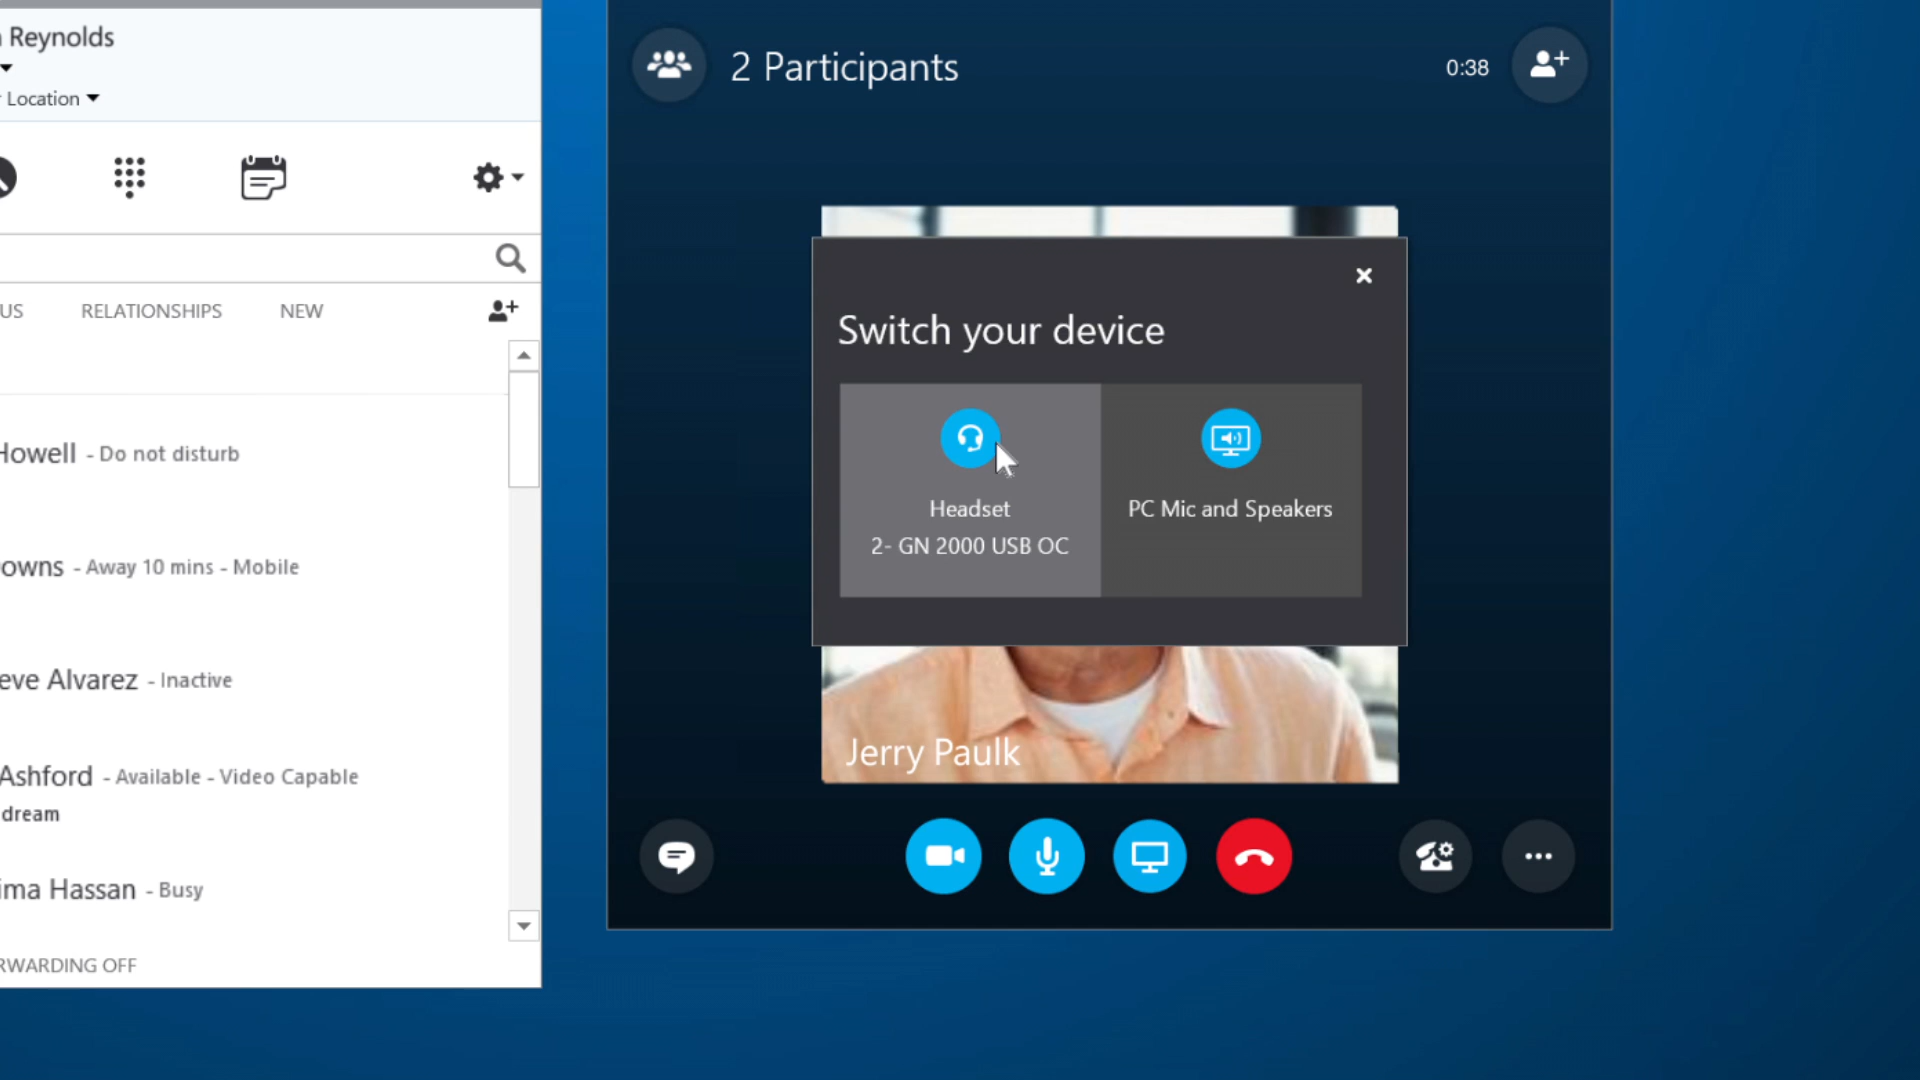 Reynolds
Location
US RELATIONSHIPS NEW
Howell - Do not disturb
owns - Away 10 mins - Mobile
eve Alvarez - Inactive
Ashford - Available - Video Capable
dream
ima Hassan - Busy
RWARDING OFF
2 Participants
0:38
Switch your device
Headset
2- GN 2000 USB OC
PC Mic and Speakers
Jerry Paulk